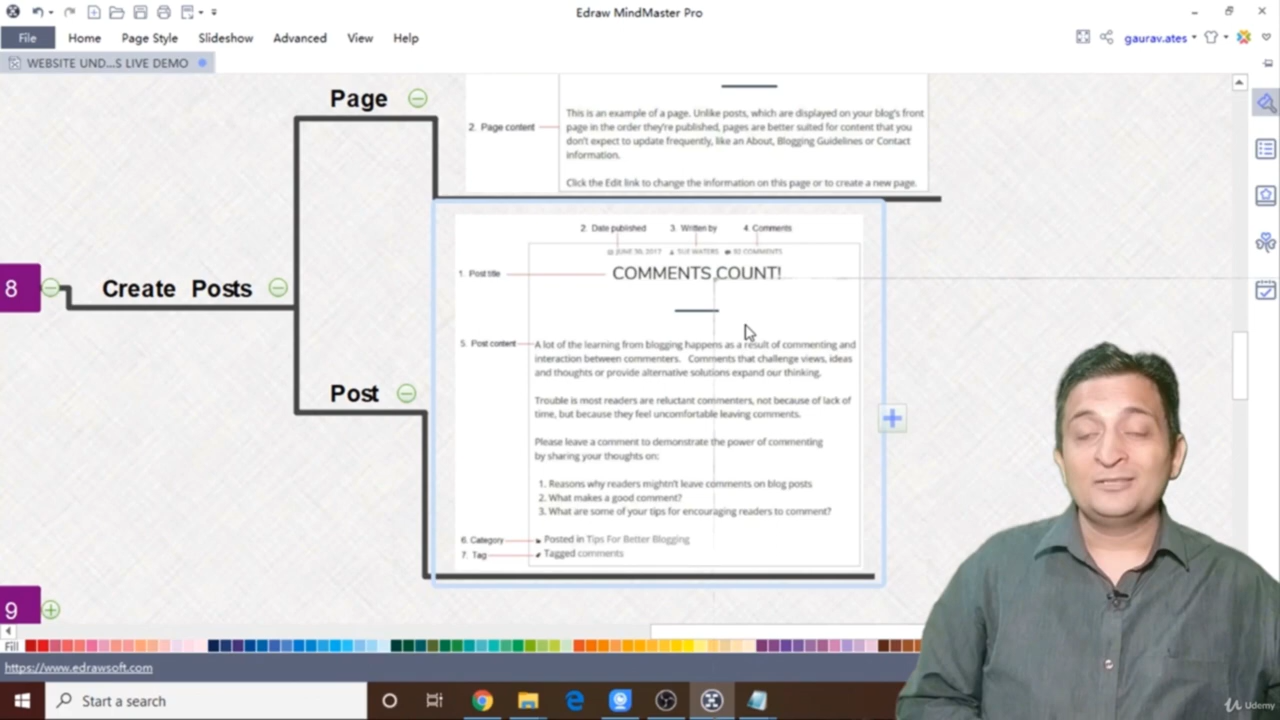 Edraw MindMaster Pro
File Home Page Style Slideshow Advanced View Help
gaurav.ates
WEBSITE UND...S LIVE DEMO
Page
2. Page content
This is an example of a page. Unlike posts, which are displayed on your blog's front
page in the order they're published, pages are better suited for content that you
don't expect to update frequently, like an About, Blogging Guidelines or Contact
information.
Click the Edit link to change the information on this page or to create a new page.
8
Create Posts
Post
2. Date published 3. Written by 4. Comments
JUNE 30, 2017 SUE WATERS 92 COMMENTS
1. Post title
COMMENTS COUNT!
5. Post content
A lot of the learning from blogging happens as a result of commenting and
interaction between commenters. Comments that challenge views, ideas
and thoughts or provide alternative solutions expand our thinking.
Trouble is most readers are reluctant commenters, not because of lack of
time, but because they feel uncomfortable leaving comments.
Please leave a comment to demonstrate the power of commenting
by sharing your thoughts on:
1. Reasons why readers mightn't leave comments on blog posts
2. What makes a good comment?
3. What are some of your tips for encouraging readers to comment?
6. Category
Posted in Tips For Better Blogging
7. Tag
Tagged comments
9
Fill
https://www.edrawsoft.com
Start a search
Udemy